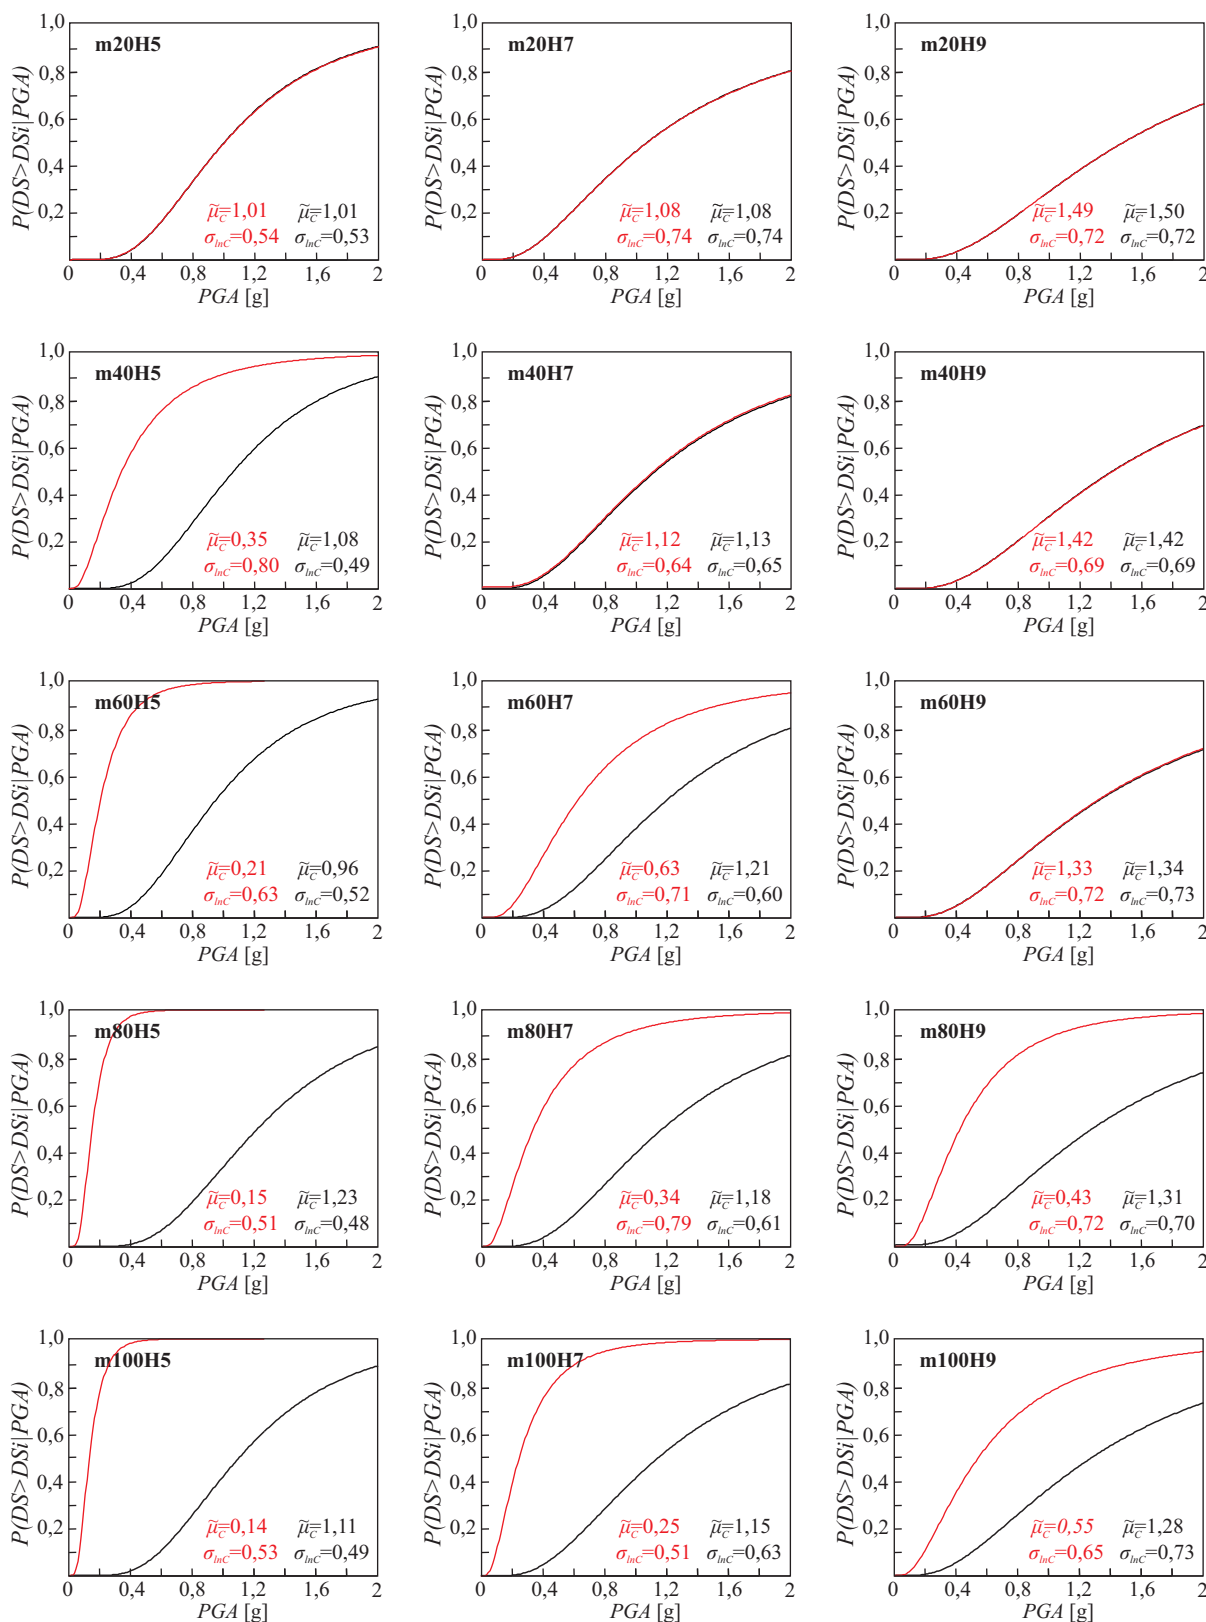 m20H5
P(DS>DSi|PGA)
1,0
0,8
0,6
0,4
0,2
μ̃C=1,01 μ̃C=1,01
σlnC=0,54 σlnC=0,53
0 0,4 0,8 1,2 1,6 2
PGA [g]
m20H7
P(DS>DSi|PGA)
1,0
0,8
0,6
0,4
0,2
μ̃C=1,08 μ̃C=1,08
σlnC=0,74 σlnC=0,74
0 0,4 0,8 1,2 1,6 2
PGA [g]
m20H9
P(DS>DSi|PGA)
1,0
0,8
0,6
0,4
0,2
μ̃C=1,49 μ̃C=1,50
σlnC=0,72 σlnC=0,72
0 0,4 0,8 1,2 1,6 2
PGA [g]
m40H5
P(DS>DSi|PGA)
1,0
0,8
0,6
0,4
0,2
μ̃C=0,35 μ̃C=1,08
σlnC=0,80 σlnC=0,49
0 0,4 0,8 1,2 1,6 2
PGA [g]
m40H7
P(DS>DSi|PGA)
1,0
0,8
0,6
0,4
0,2
μ̃C=1,12 μ̃C=1,13
σlnC=0,64 σlnC=0,65
0 0,4 0,8 1,2 1,6 2
PGA [g]
m40H9
P(DS>DSi|PGA)
1,0
0,8
0,6
0,4
0,2
μ̃C=1,42 μ̃C=1,42
σlnC=0,69 σlnC=0,69
0 0,4 0,8 1,2 1,6 2
PGA [g]
m60H5
P(DS>DSi|PGA)
1,0
0,8
0,6
0,4
0,2
μ̃C=0,21 μ̃C=0,96
σlnC=0,63 σlnC=0,52
0 0,4 0,8 1,2 1,6 2
PGA [g]
m60H7
P(DS>DSi|PGA)
1,0
0,8
0,6
0,4
0,2
μ̃C=0,63 μ̃C=1,21
σlnC=0,71 σlnC=0,60
0 0,4 0,8 1,2 1,6 2
PGA [g]
m60H9
P(DS>DSi|PGA)
1,0
0,8
0,6
0,4
0,2
μ̃C=1,33 μ̃C=1,34
σlnC=0,72 σlnC=0,73
0 0,4 0,8 1,2 1,6 2
PGA [g]
m80H5
P(DS>DSi|PGA)
1,0
0,8
0,6
0,4
0,2
μ̃C=0,15 μ̃C=1,23
σlnC=0,51 σlnC=0,48
0 0,4 0,8 1,2 1,6 2
PGA [g]
m80H7
P(DS>DSi|PGA)
1,0
0,8
0,6
0,4
0,2
μ̃C=0,34 μ̃C=1,18
σlnC=0,79 σlnC=0,61
0 0,4 0,8 1,2 1,6 2
PGA [g]
m80H9
P(DS>DSi|PGA)
1,0
0,8
0,6
0,4
0,2
μ̃C=0,43 μ̃C=1,31
σlnC=0,72 σlnC=0,70
0 0,4 0,8 1,2 1,6 2
PGA [g]
m100H5
P(DS>DSi|PGA)
1,0
0,8
0,6
0,4
0,2
μ̃C=0,14 μ̃C=1,11
σlnC=0,53 σlnC=0,49
0 0,4 0,8 1,2 1,6 2
PGA [g]
m100H7
P(DS>DSi|PGA)
1,0
0,8
0,6
0,4
0,2
μ̃C=0,25 μ̃C=1,15
σlnC=0,51 σlnC=0,63
0 0,4 0,8 1,2 1,6 2
PGA [g]
m100H9
P(DS>DSi|PGA)
1,0
0,8
0,6
0,4
0,2
μ̃C=0,55 μ̃C=1,28
σlnC=0,65 σlnC=0,73
0 0,4 0,8 1,2 1,6 2
PGA [g]